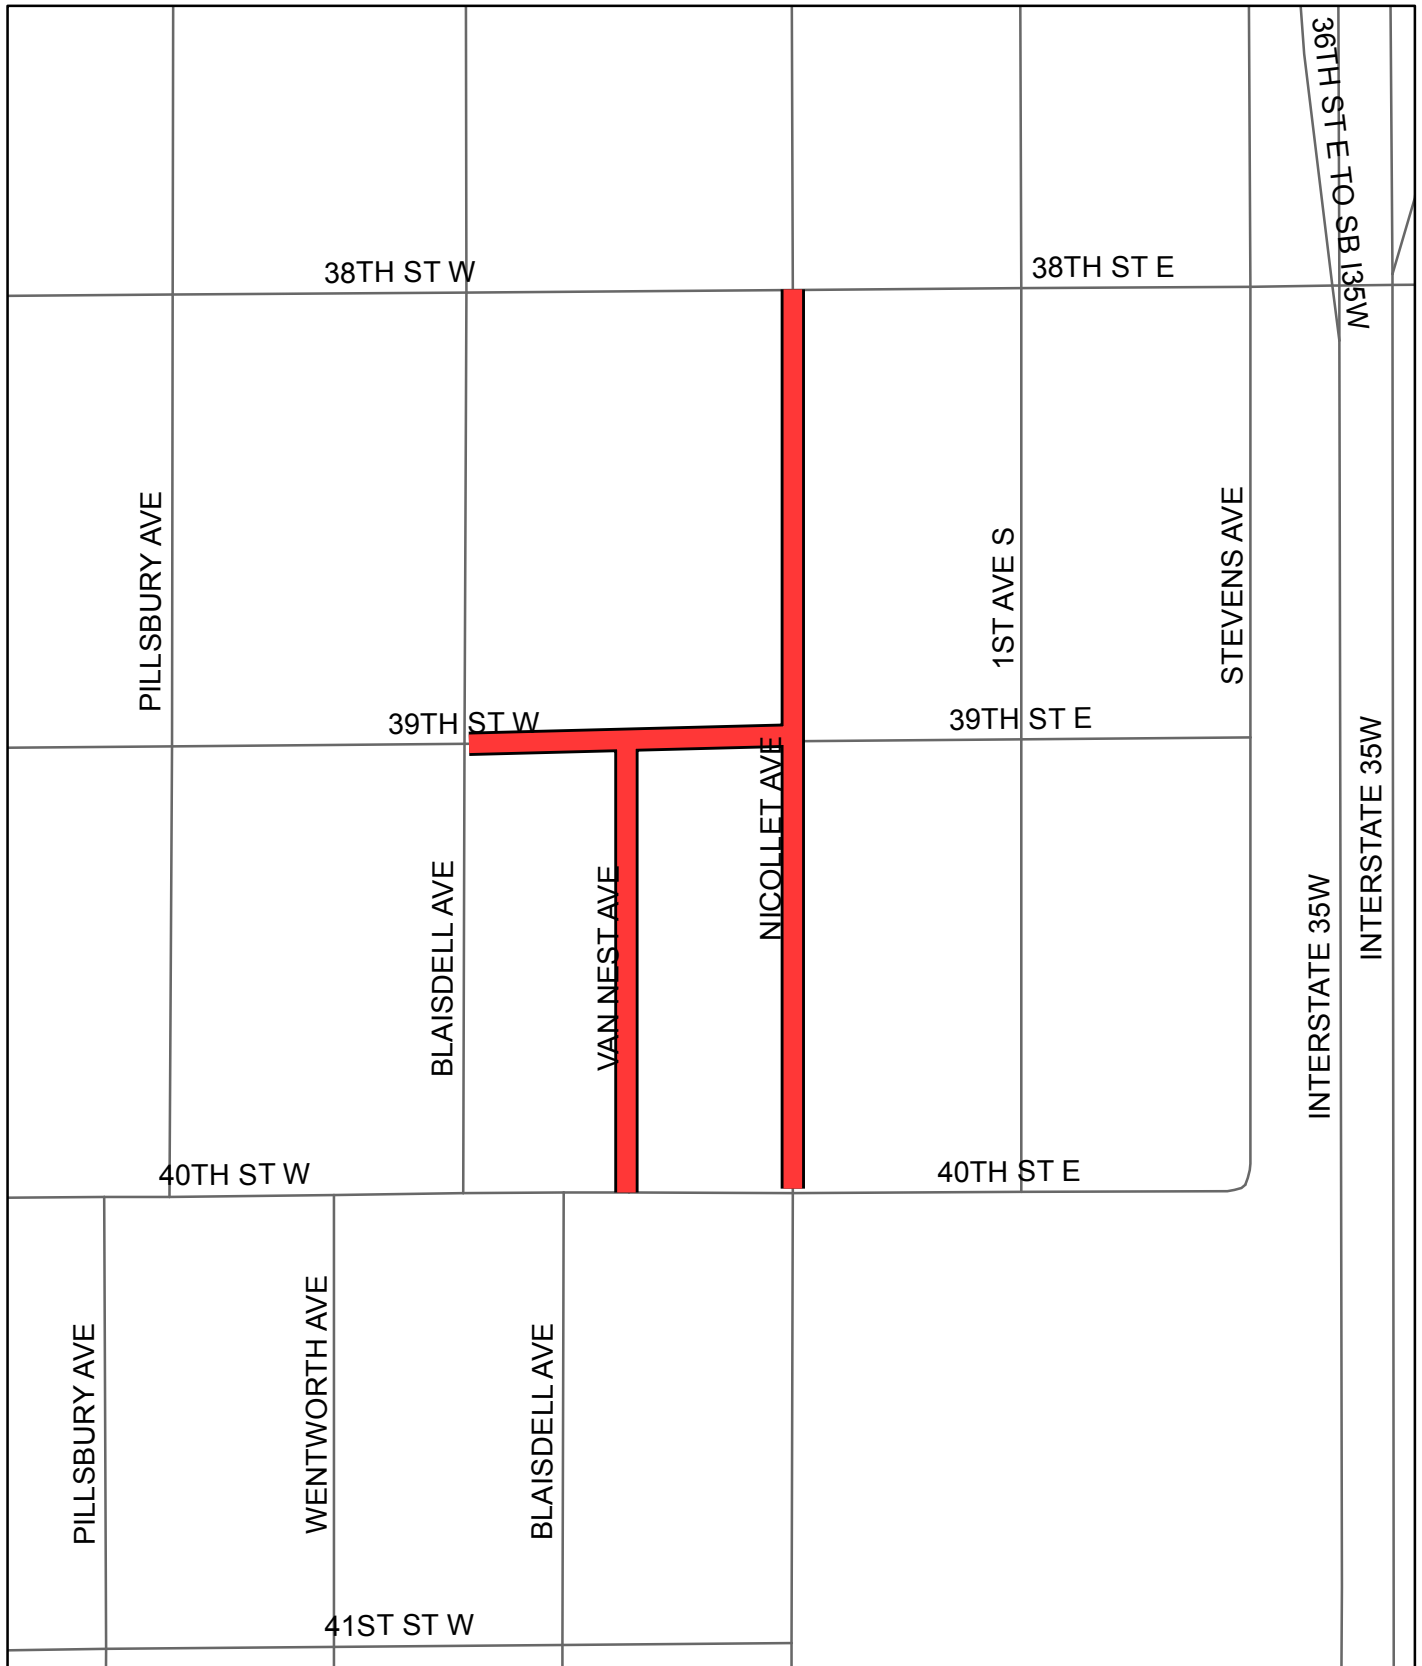 36TH ST E TO SB I35W
38TH ST W
38TH ST E
PILLSBURY AVE
1ST AVE S
STEVENS AVE
39TH ST W
39TH ST E
INTERSTATE 35W
NICOLLET AVE
BLAISDELL AVE
VAN NEST AVE
INTERSTATE 35W
40TH ST W
40TH ST E
PILLSBURY AVE
WENTWORTH AVE
BLAISDELL AVE
41ST ST W